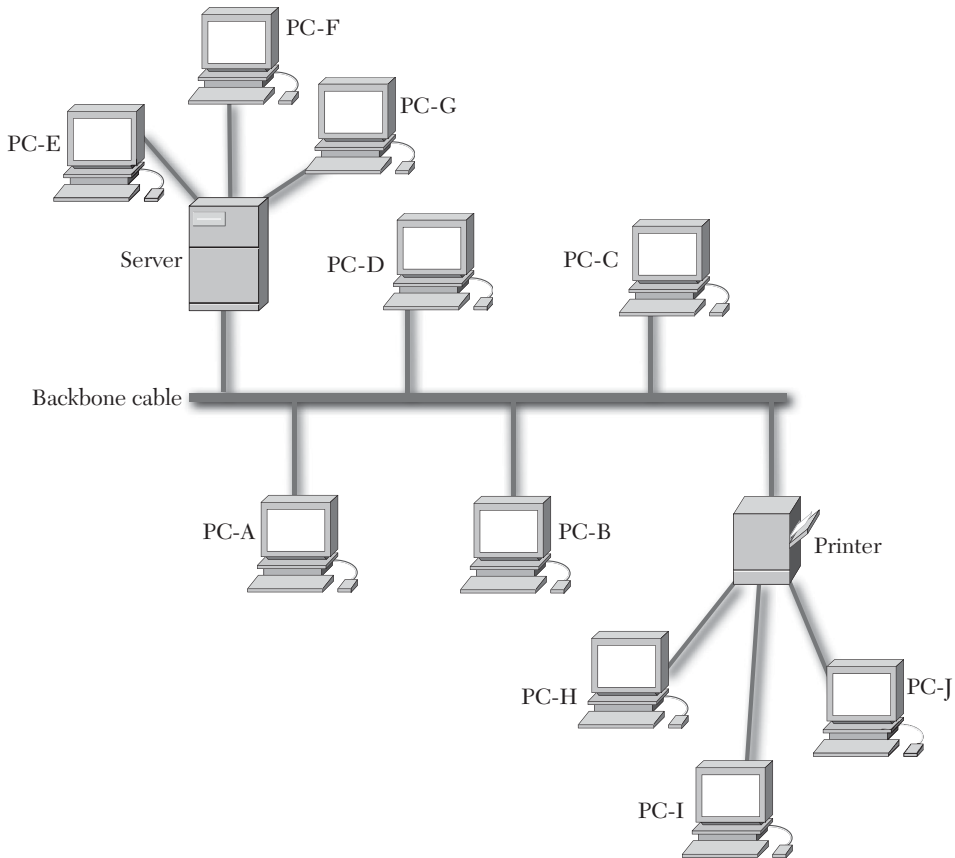 PC-F
PC-G
PC-E
Server
PC-D
PC-C
Backbone cable
PC-A
PC-B
Printer
PC-H
PC-J
PC-I